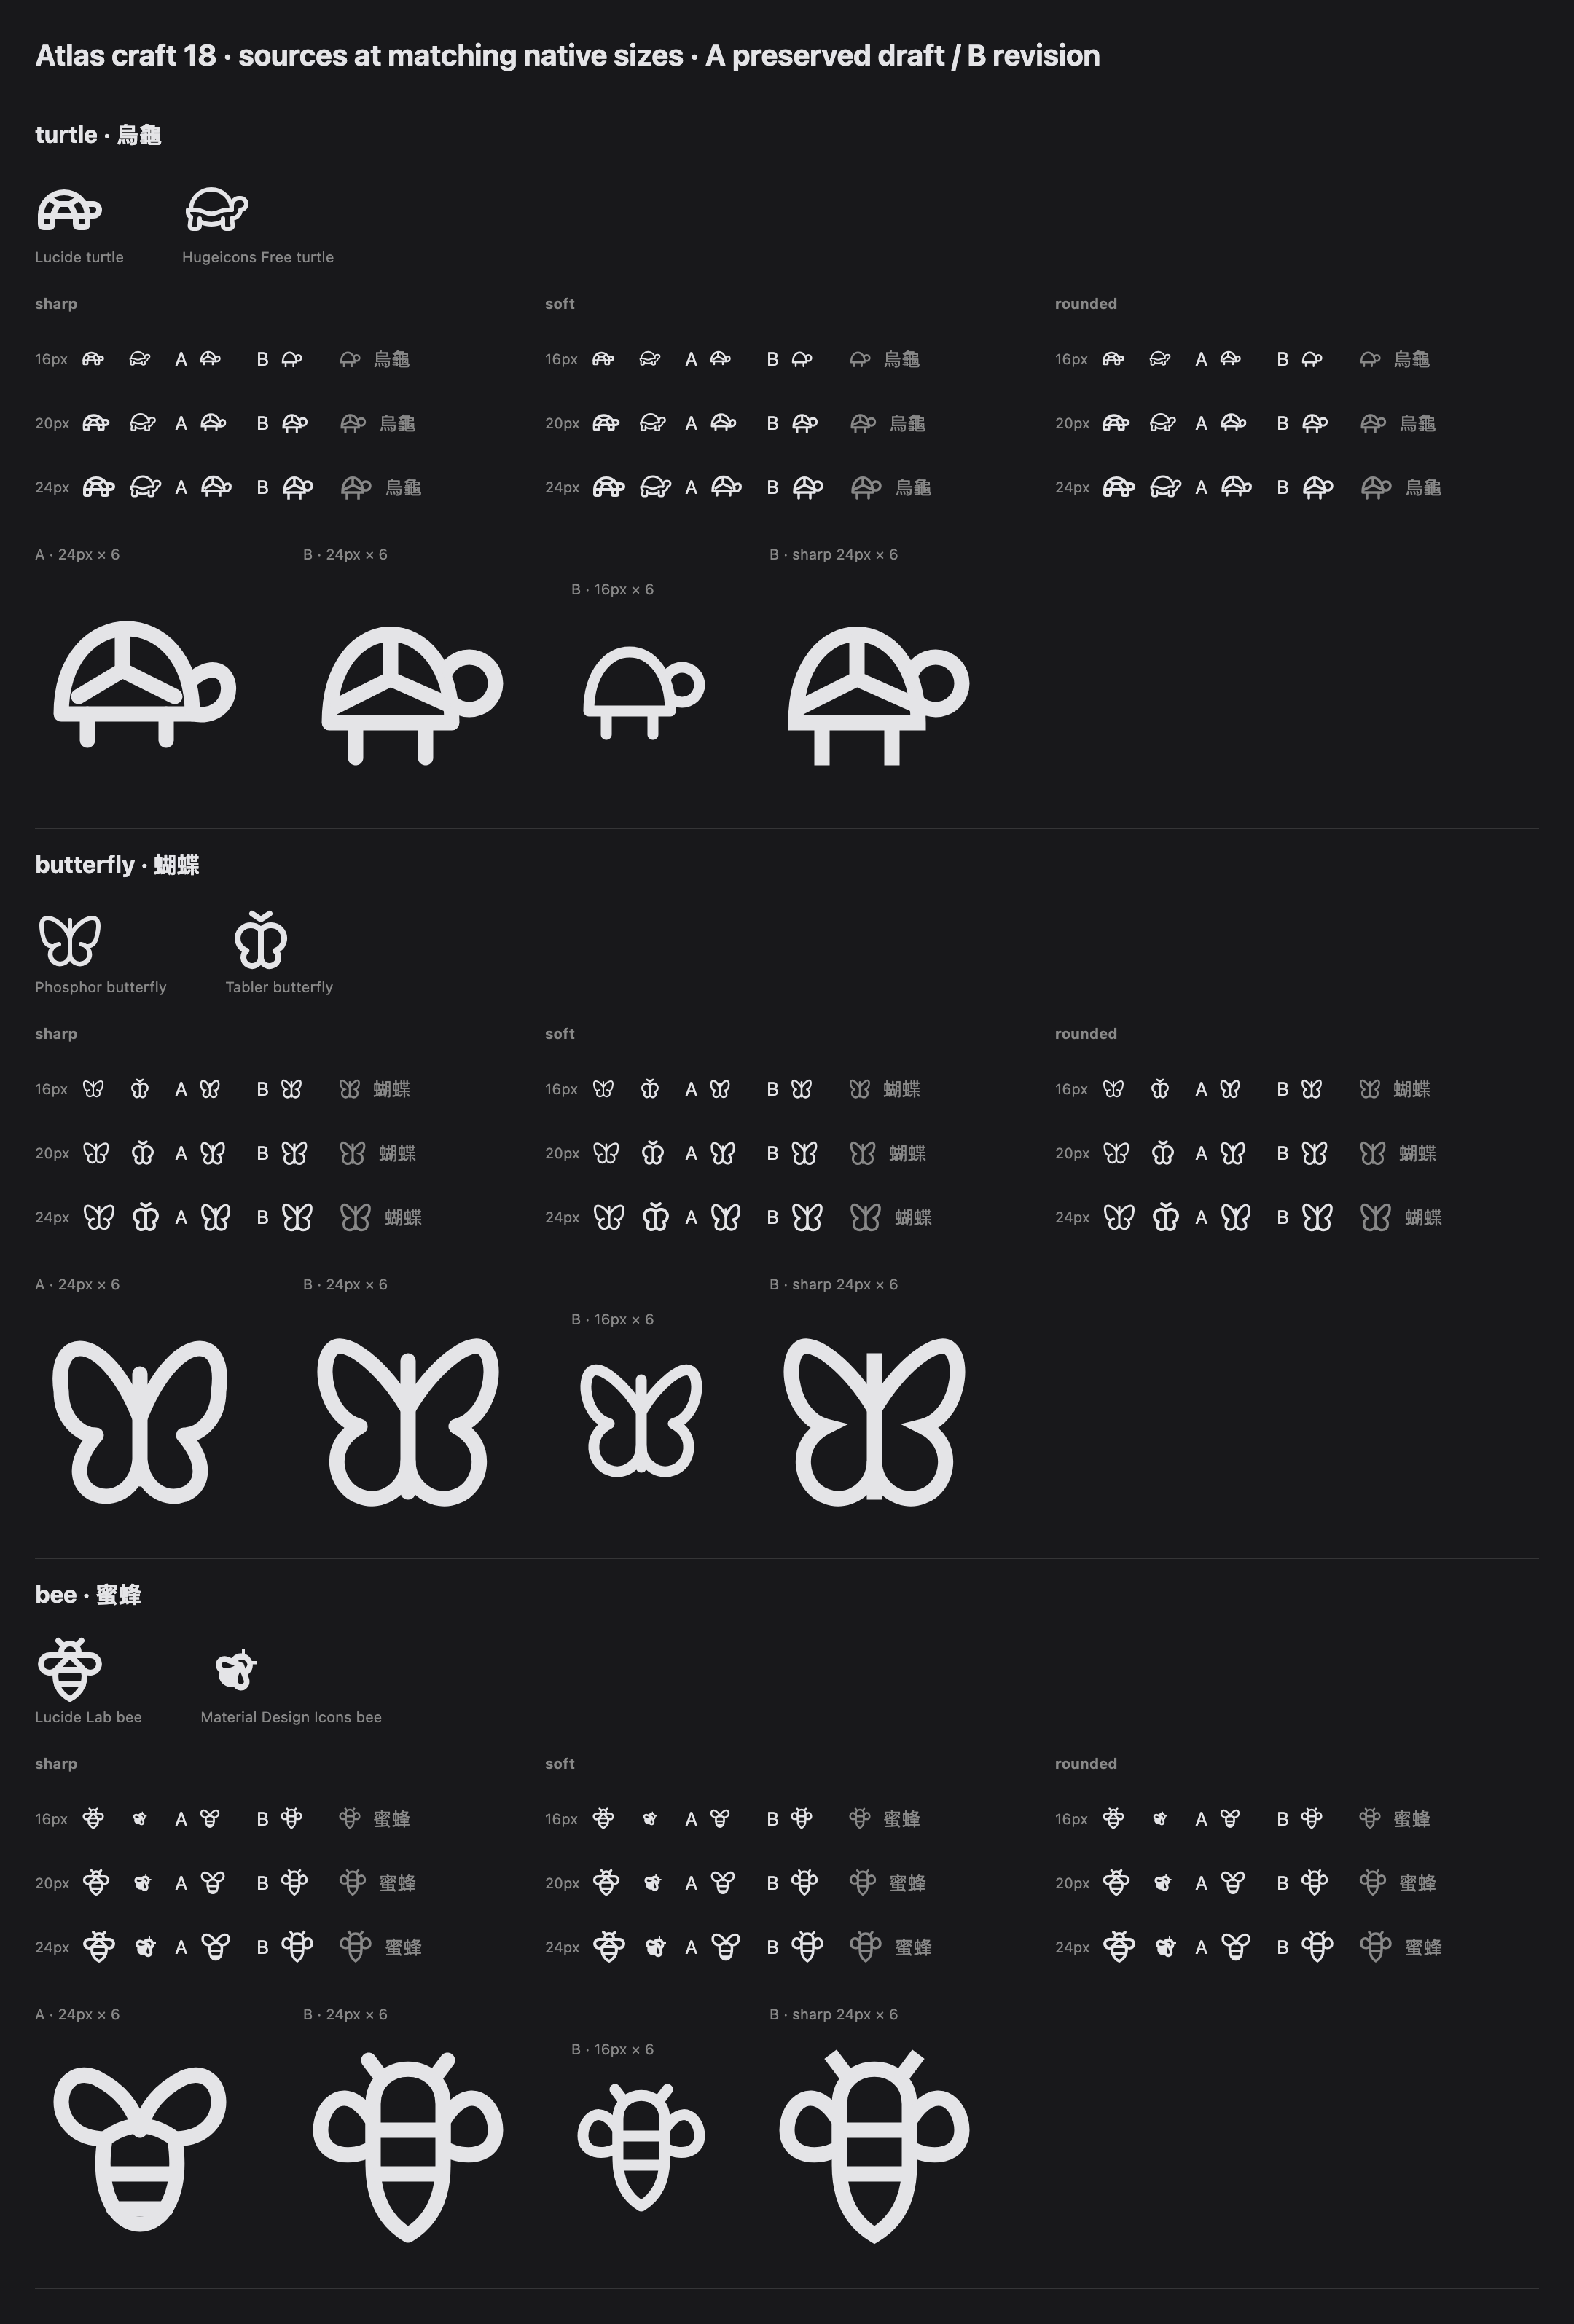 Atlas craft 18 · sources at matching native sizes · A preserved draft / B revision
turtle · 烏龜
Lucide turtle
Hugeicons Free turtle
sharp
soft
rounded
16px A B 烏龜
16px A B 烏龜
16px A B 烏龜
20px A B 烏龜
20px A B 烏龜
20px A B 烏龜
24px A B 烏龜
24px A B 烏龜
24px A B 烏龜
A · 24px × 6
B · 24px × 6
B · 16px × 6
B · sharp 24px × 6
butterfly · 蝴蝶
Phosphor butterfly
Tabler butterfly
sharp
soft
rounded
16px A B 蝴蝶
16px A B 蝴蝶
16px A B 蝴蝶
20px A B 蝴蝶
20px A B 蝴蝶
20px A B 蝴蝶
24px A B 蝴蝶
24px A B 蝴蝶
24px A B 蝴蝶
A · 24px × 6
B · 24px × 6
B · 16px × 6
B · sharp 24px × 6
bee · 蜜蜂
Lucide Lab bee
Material Design Icons bee
sharp
soft
rounded
16px A B 蜜蜂
16px A B 蜜蜂
16px A B 蜜蜂
20px A B 蜜蜂
20px A B 蜜蜂
20px A B 蜜蜂
24px A B 蜜蜂
24px A B 蜜蜂
24px A B 蜜蜂
A · 24px × 6
B · 24px × 6
B · 16px × 6
B · sharp 24px × 6